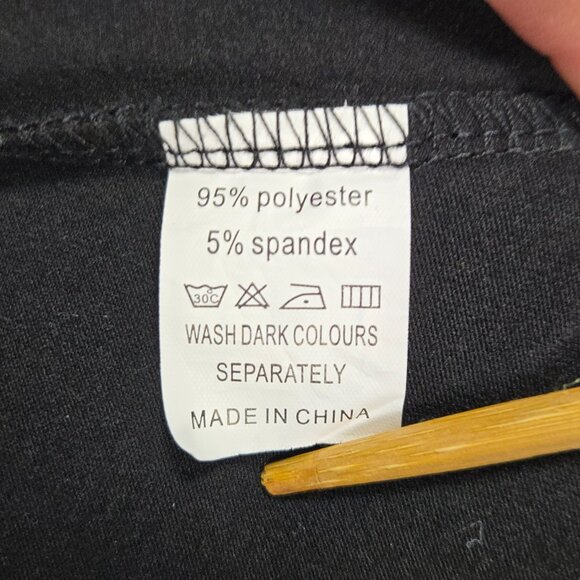 95% polyester
5% spandex
30C
WASH DARK COLOURS
SEPARATELY
MADE IN CHINA